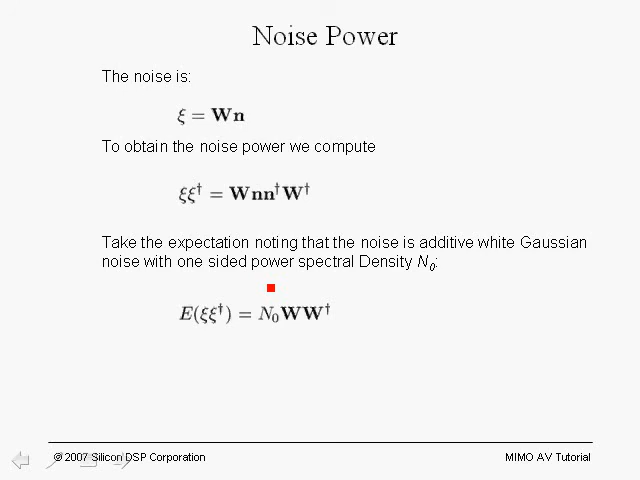 Noise Power
The noise is:
ξ = Wn
To obtain the noise power we compute
ξξ† = Wnn†W†
Take the expectation noting that the noise is additive white Gaussian
noise with one sided power spectral Density N₀:
E(ξξ†) = N₀WW†
© 2007 Silicon DSP Corporation
MIMO AV Tutorial